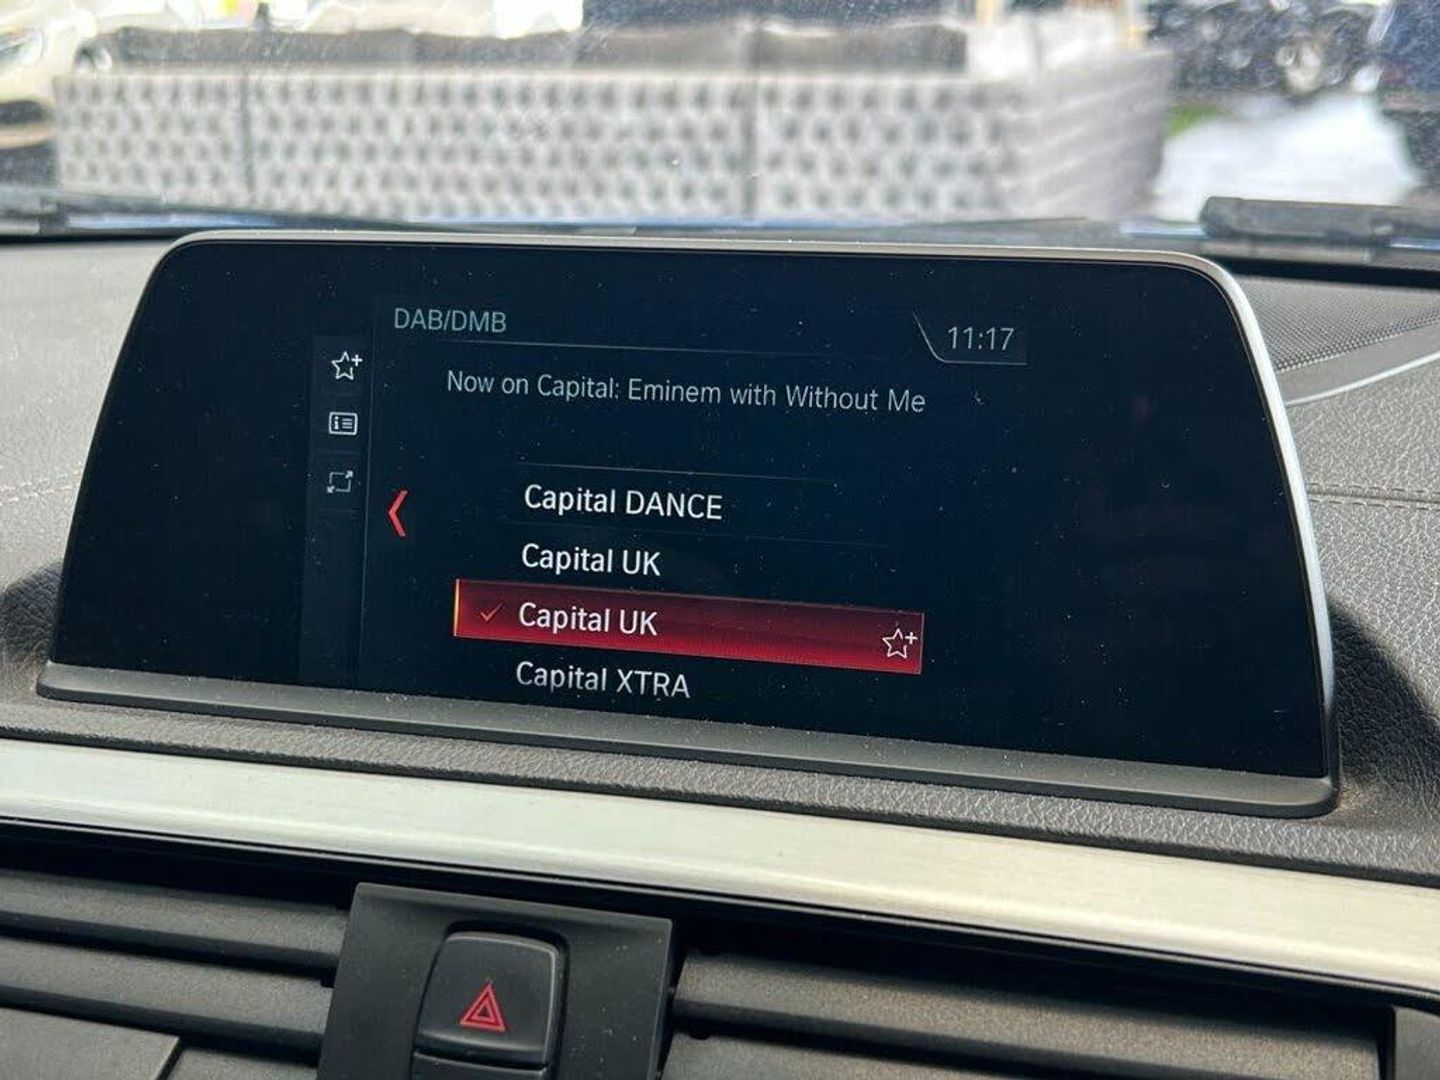 DAB/DMB
11:17
Now on Capital: Eminem with Without Me
Capital DANCE
Capital UK
Capital UK
Capital XTRA